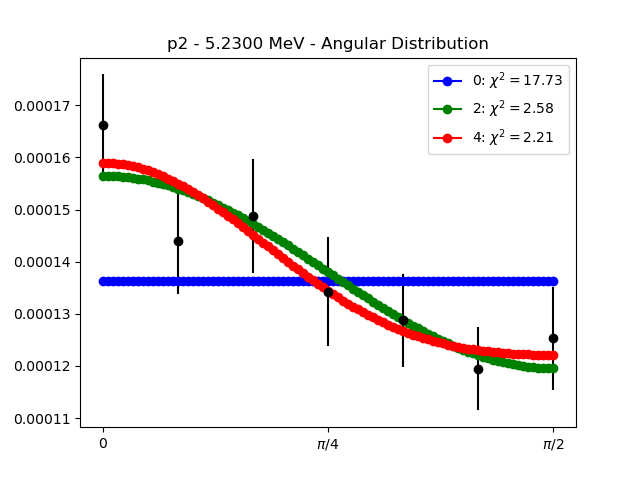 p2 - 5.2300 MeV - Angular Distribution
0: χ² = 17.73
2: χ² = 2.58
4: χ² = 2.21
0.00017
0.00016
0.00015
0.00014
0.00013
0.00012
0.00011
0 π/4 π/2